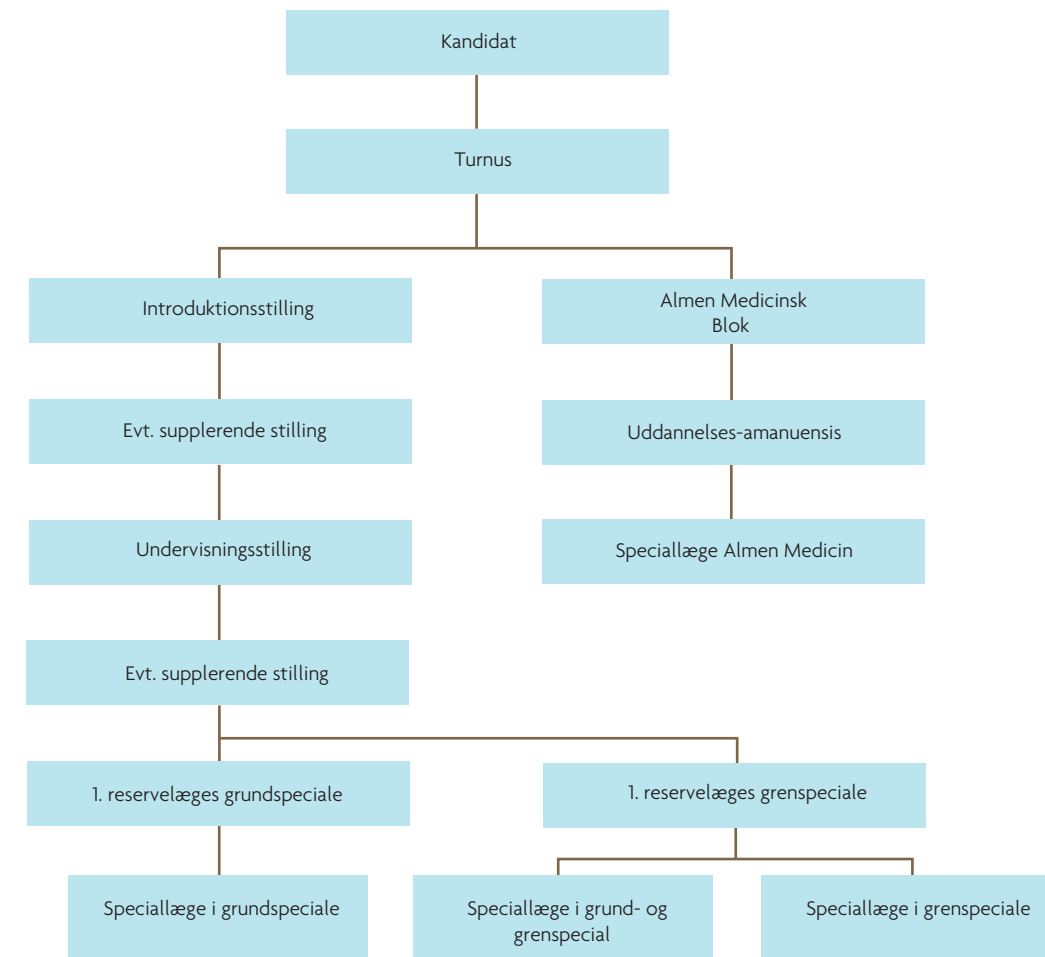 Kandidat
Turnus
Introduktionsstilling
Almen Medicinsk
Blok
Evt. supplerende stilling
Uddannelses-amanuensis
Undervisningsstilling
Speciallæge Almen Medicin
Evt. supplerende stilling
1. reservelæges grundspeciale
1. reservelæges grenspeciale
Speciallæge i grundspeciale
Speciallæge i grund- og
grenspecial
Speciallæge i grenspeciale